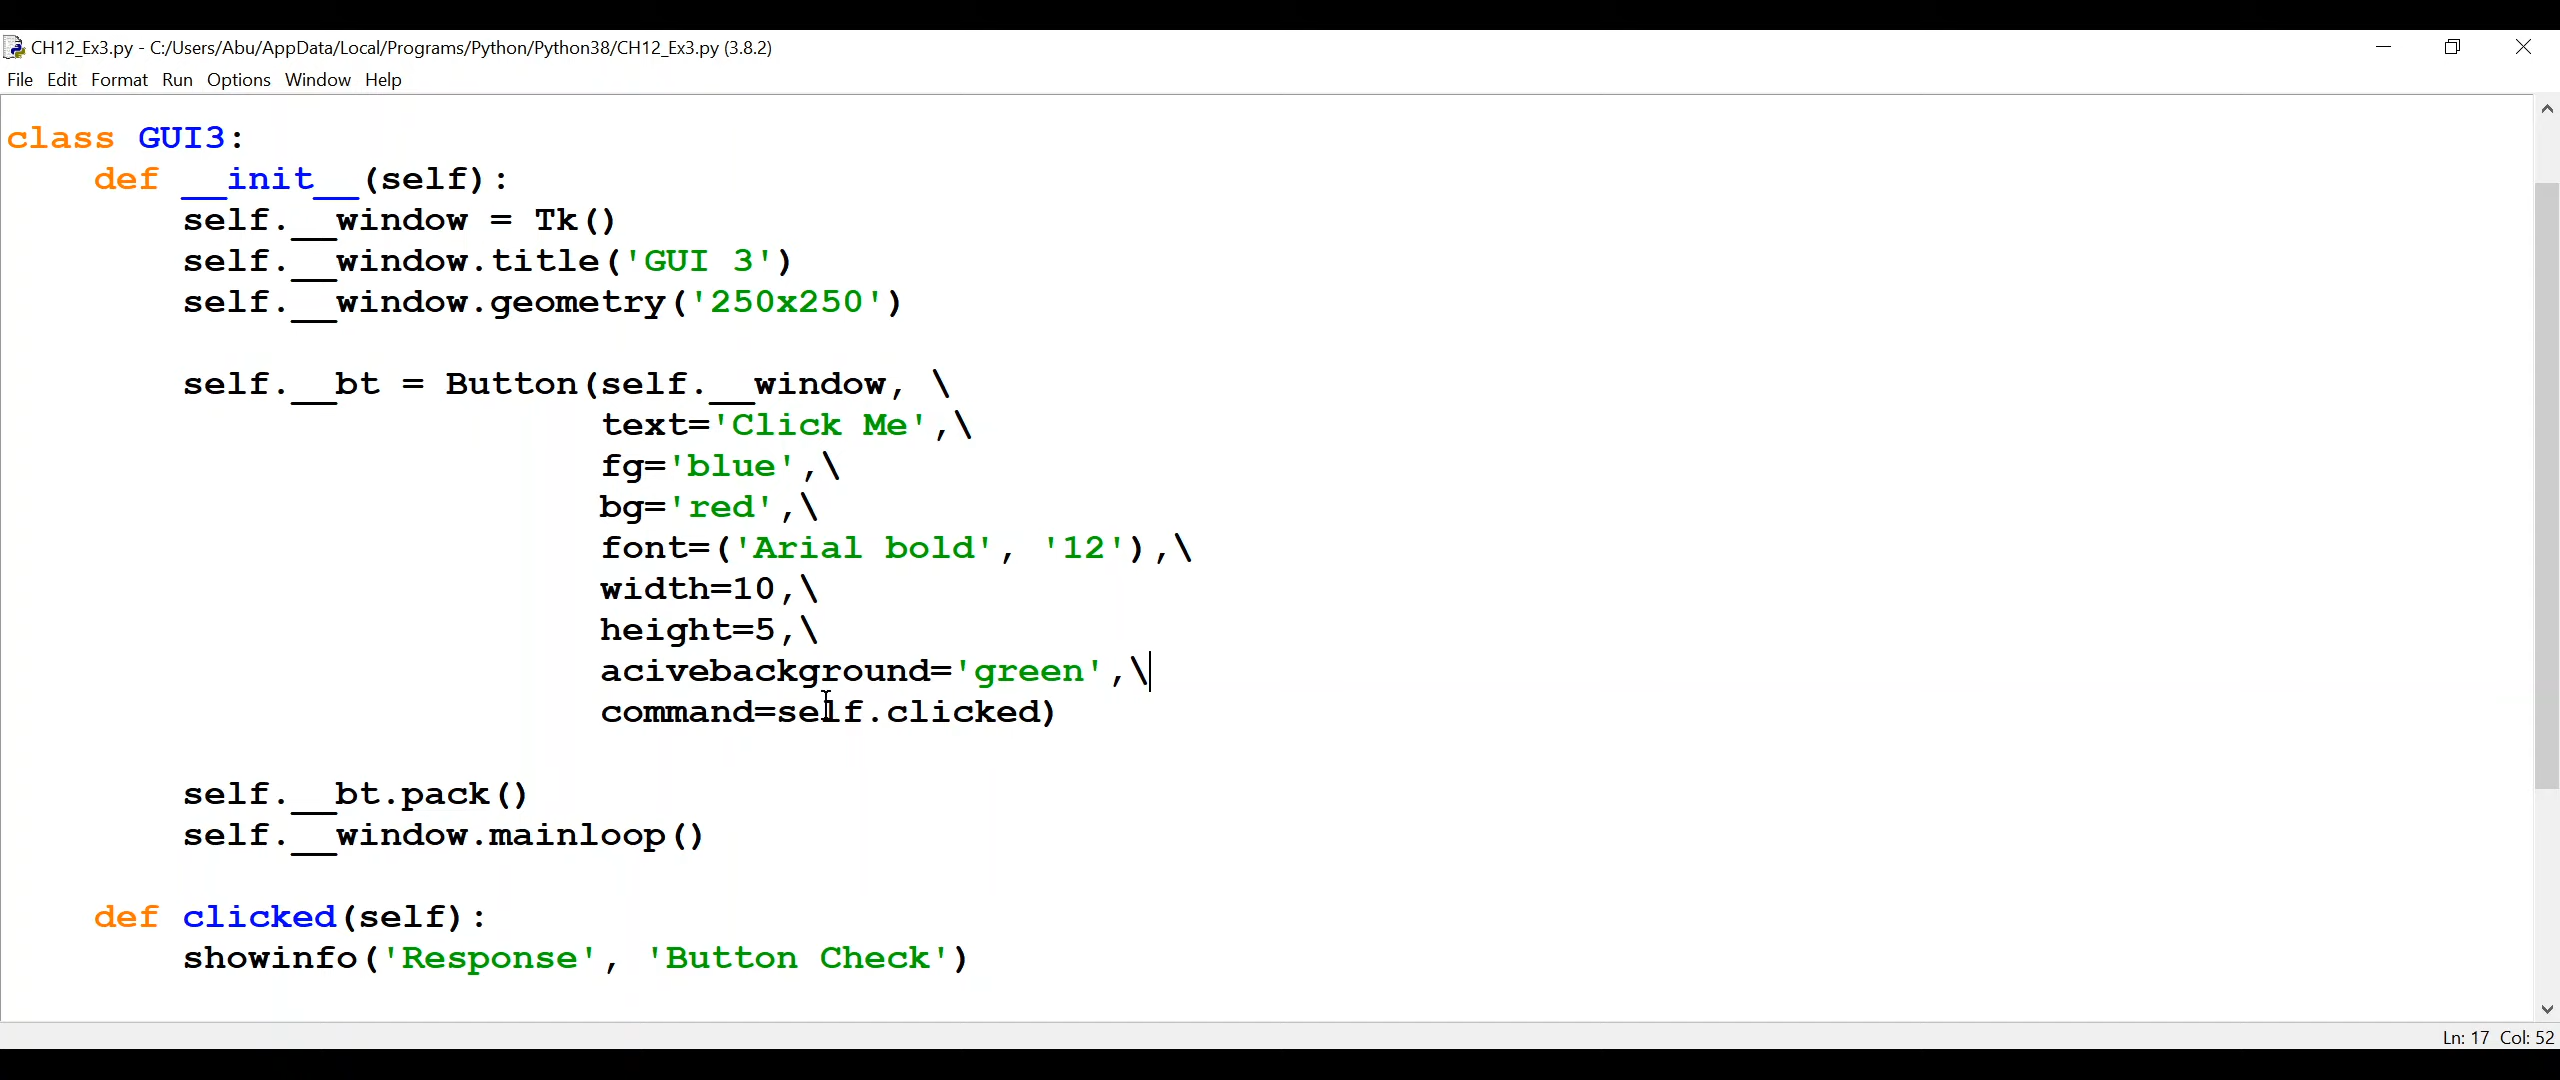 CH12_Ex3.py - C:/Users/Abu/AppData/Local/Programs/Python/Python38/CH12_Ex3.py (3.8.2)
File Edit Format Run Options Window Help
class GUI3:
    def __init__(self):
        self.__window = Tk()
        self.__window.title('GUI 3')
        self.__window.geometry('250x250')
        self.__bt = Button(self.__window, \
                           text='Click Me',\
                           fg='blue',\
                           bg='red',\
                           font=('Arial bold', '12'),\
                           width=10,\
                           height=5,\
                           acivebackground='green',\
                           command=self.clicked)
        self.__bt.pack()
        self.__window.mainloop()
    def clicked(self):
        showinfo('Response', 'Button Check')
Ln: 17 Col: 52